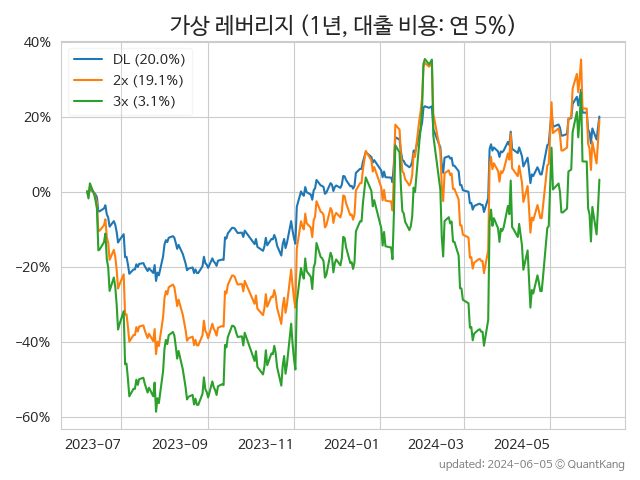 가상 레버리지 (1년, 대출 비용: 연 5%)
DL (20.0%)
2x (19.1%)
3x (3.1%)
40%
20%
0%
−20%
−40%
−60%
2023-07
2023-09
2023-11
2024-01
2024-03
2024-05
updated: 2024-06-05 © QuantKang